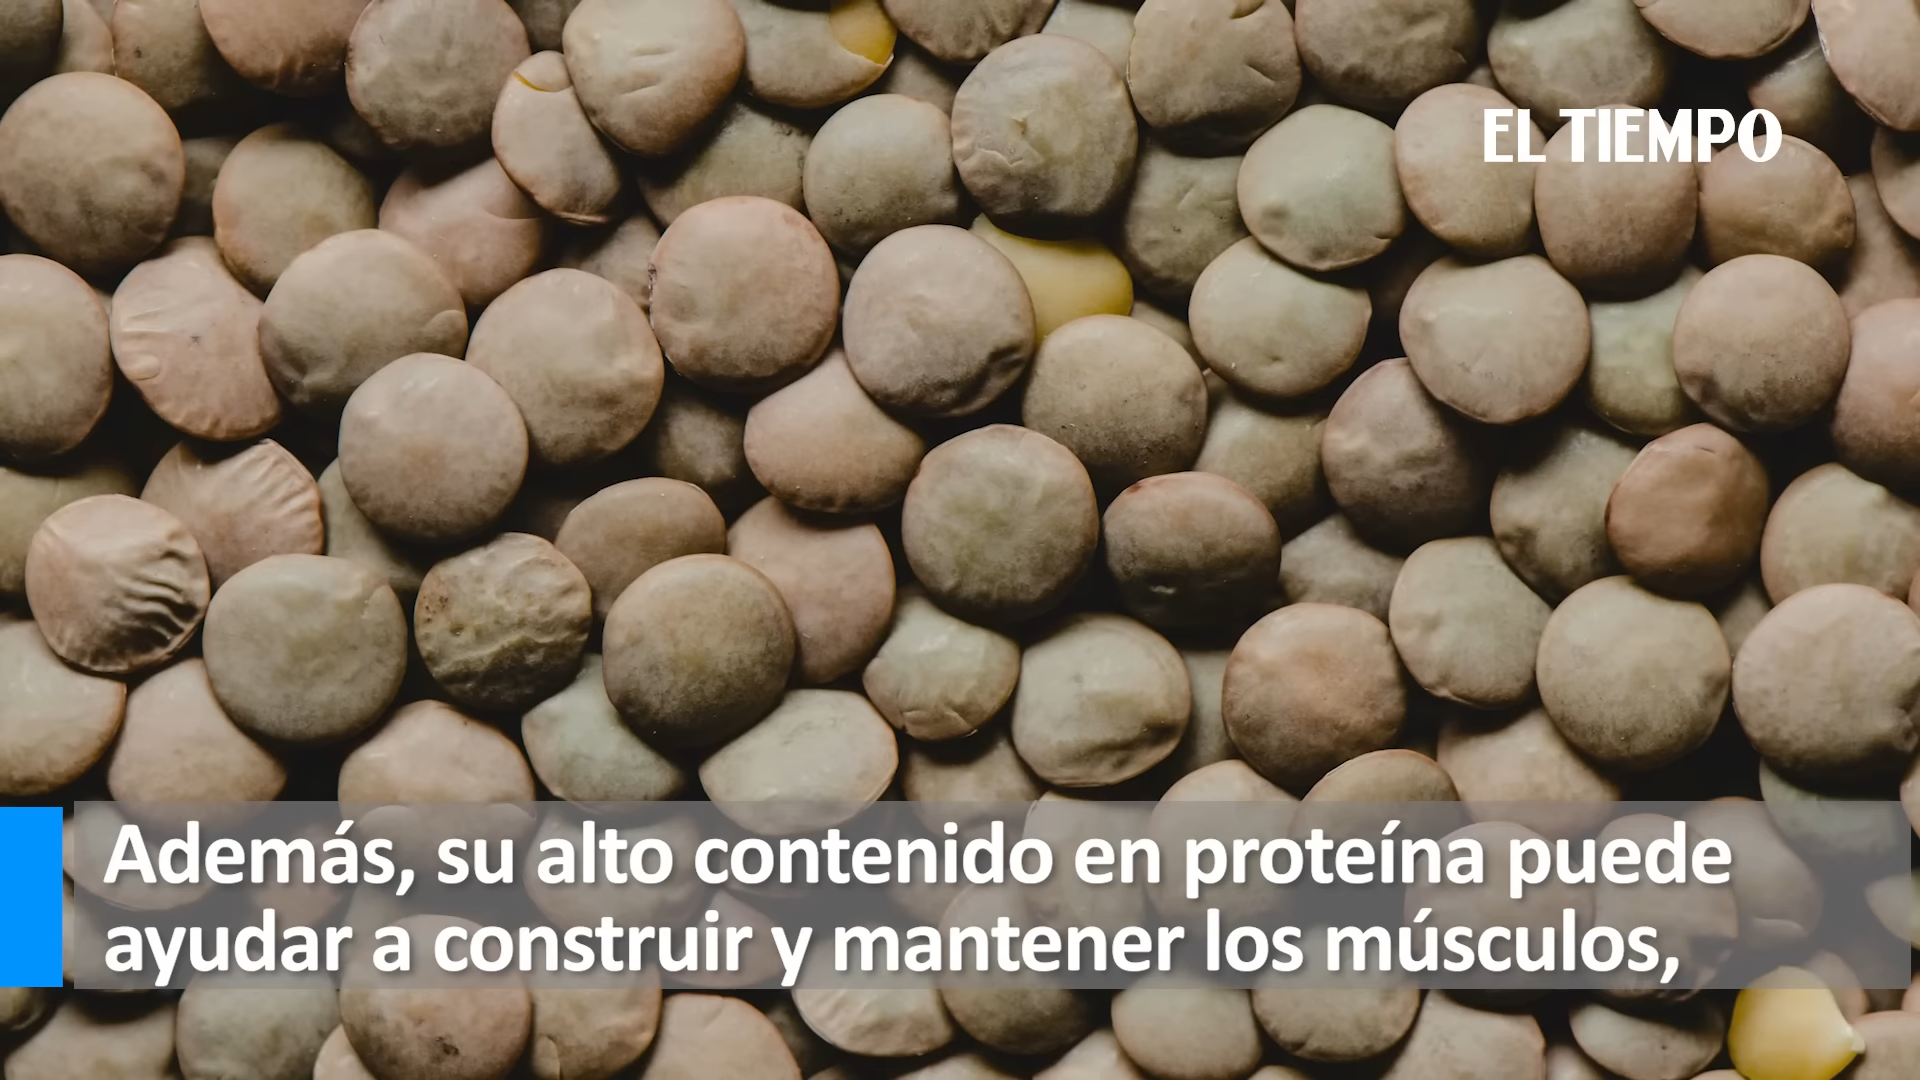 EL TIEMPO
Además, su alto contenido en proteína puede
ayudar a construir y mantener los músculos,